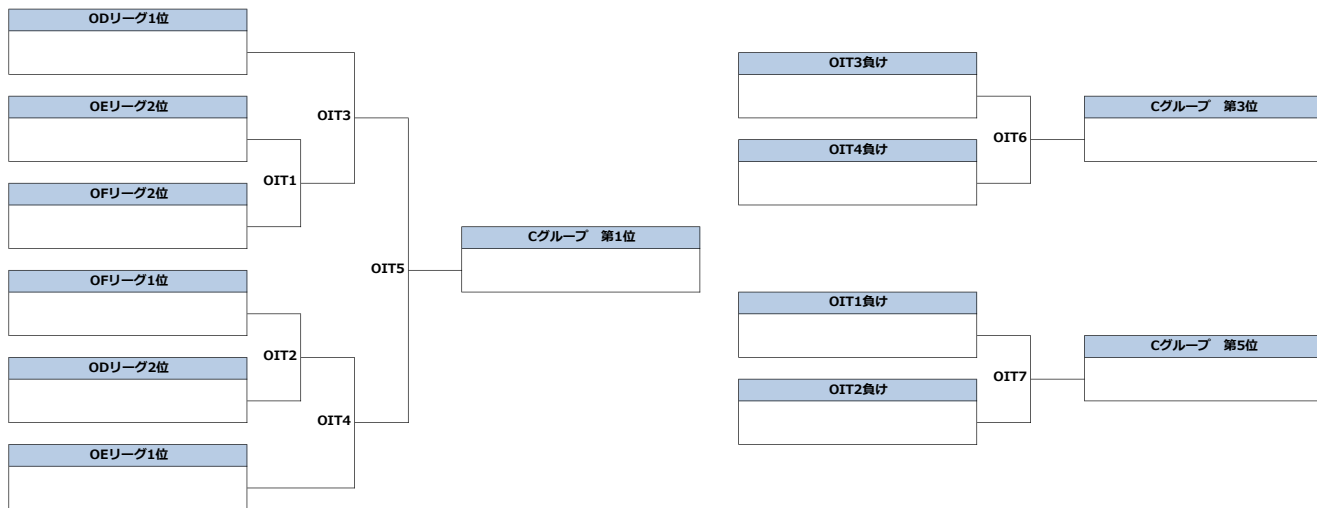 ODリーグ1位
OEリーグ2位
OFリーグ2位
OFリーグ1位
ODリーグ2位
OEリーグ1位
OIT1
OIT2
OIT3
OIT4
OIT5
Cグループ　第1位
OIT3負け
OIT4負け
OIT6
Cグループ　第3位
OIT1負け
OIT2負け
OIT7
Cグループ　第5位